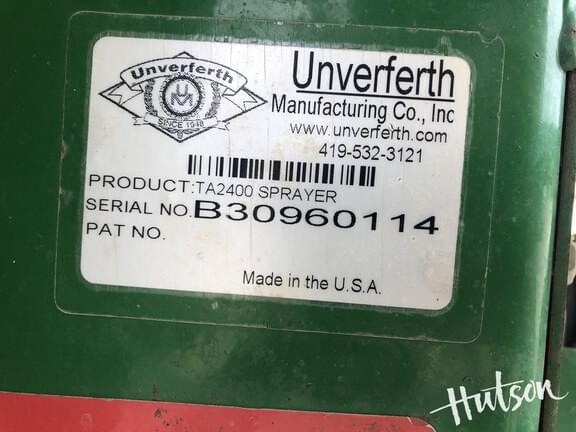 Unverferth
UM
SINCE 1948
Unverferth
Manufacturing Co., Inc
www.unverferth.com
419-532-3121
PRODUCT:TA2400 SPRAYER
SERIAL NO.B30960114
PAT NO.
Made in the U.S.A.
Hutson